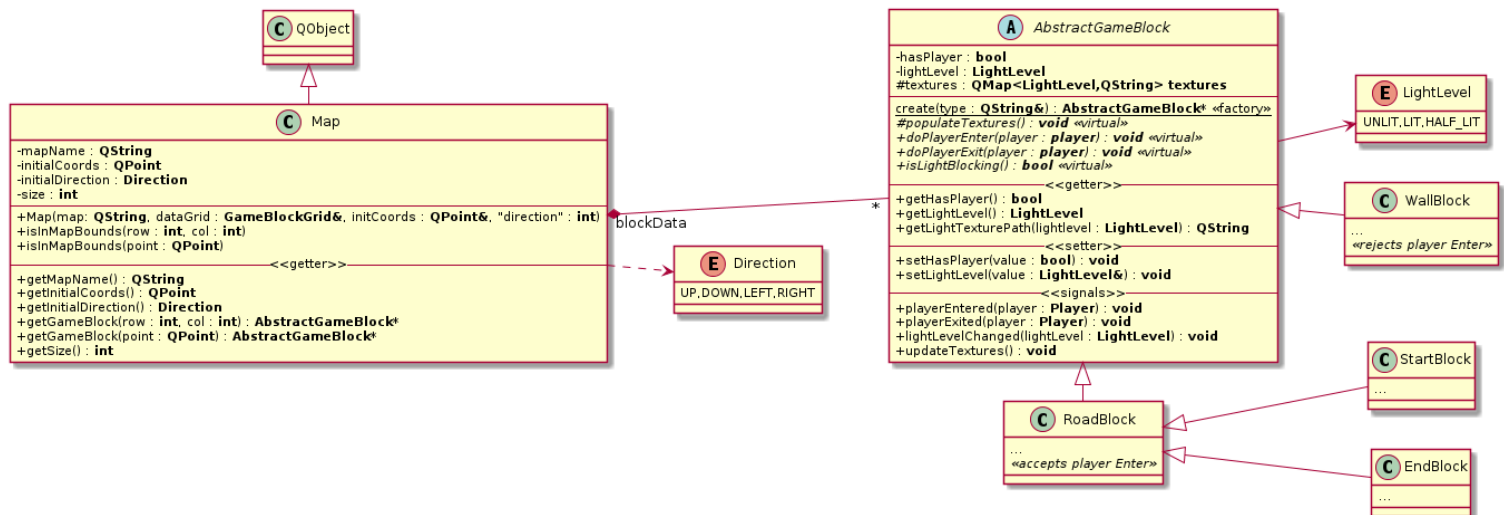 C QObject
C Map
-mapName : QString
-initialCoords : QPoint
-initialDirection : Direction
-size : int
+Map(map: QString, dataGrid : GameBlockGrid&, initCoords : QPoint&, "direction" : int)
+isInMapBounds(row : int, col : int)
+isInMapBounds(point : QPoint)
<<getter>>
+getMapName() : QString
+getInitialCoords() : QPoint
+getInitialDirection() : Direction
+getGameBlock(row : int, col : int) : AbstractGameBlock*
+getGameBlock(point : QPoint) : AbstractGameBlock*
+getSize() : int
blockData
*
E Direction
UP,DOWN,LEFT,RIGHT
A AbstractGameBlock
-hasPlayer : bool
-lightLevel : LightLevel
#textures : QMap<LightLevel,QString> textures
create(type : QString&) : AbstractGameBlock* «factory»
#populateTextures() : void «virtual»
+doPlayerEnter(player : player) : void «virtual»
+doPlayerExit(player : player) : void «virtual»
+isLightBlocking() : bool «virtual»
<<getter>>
+getHasPlayer() : bool
+getLightLevel() : LightLevel
+getLightTexturePath(lightlevel : LightLevel) : QString
<<setter>>
+setHasPlayer(value : bool) : void
+setLightLevel(value : LightLevel&) : void
<<signals>>
+playerEntered(player : Player) : void
+playerExited(player : Player) : void
+lightLevelChanged(lightLevel : LightLevel) : void
+updateTextures() : void
E LightLevel
UNLIT,LIT,HALF_LIT
C WallBlock
...
«rejects player Enter»
C RoadBlock
...
«accepts player Enter»
C StartBlock
...
C EndBlock
...